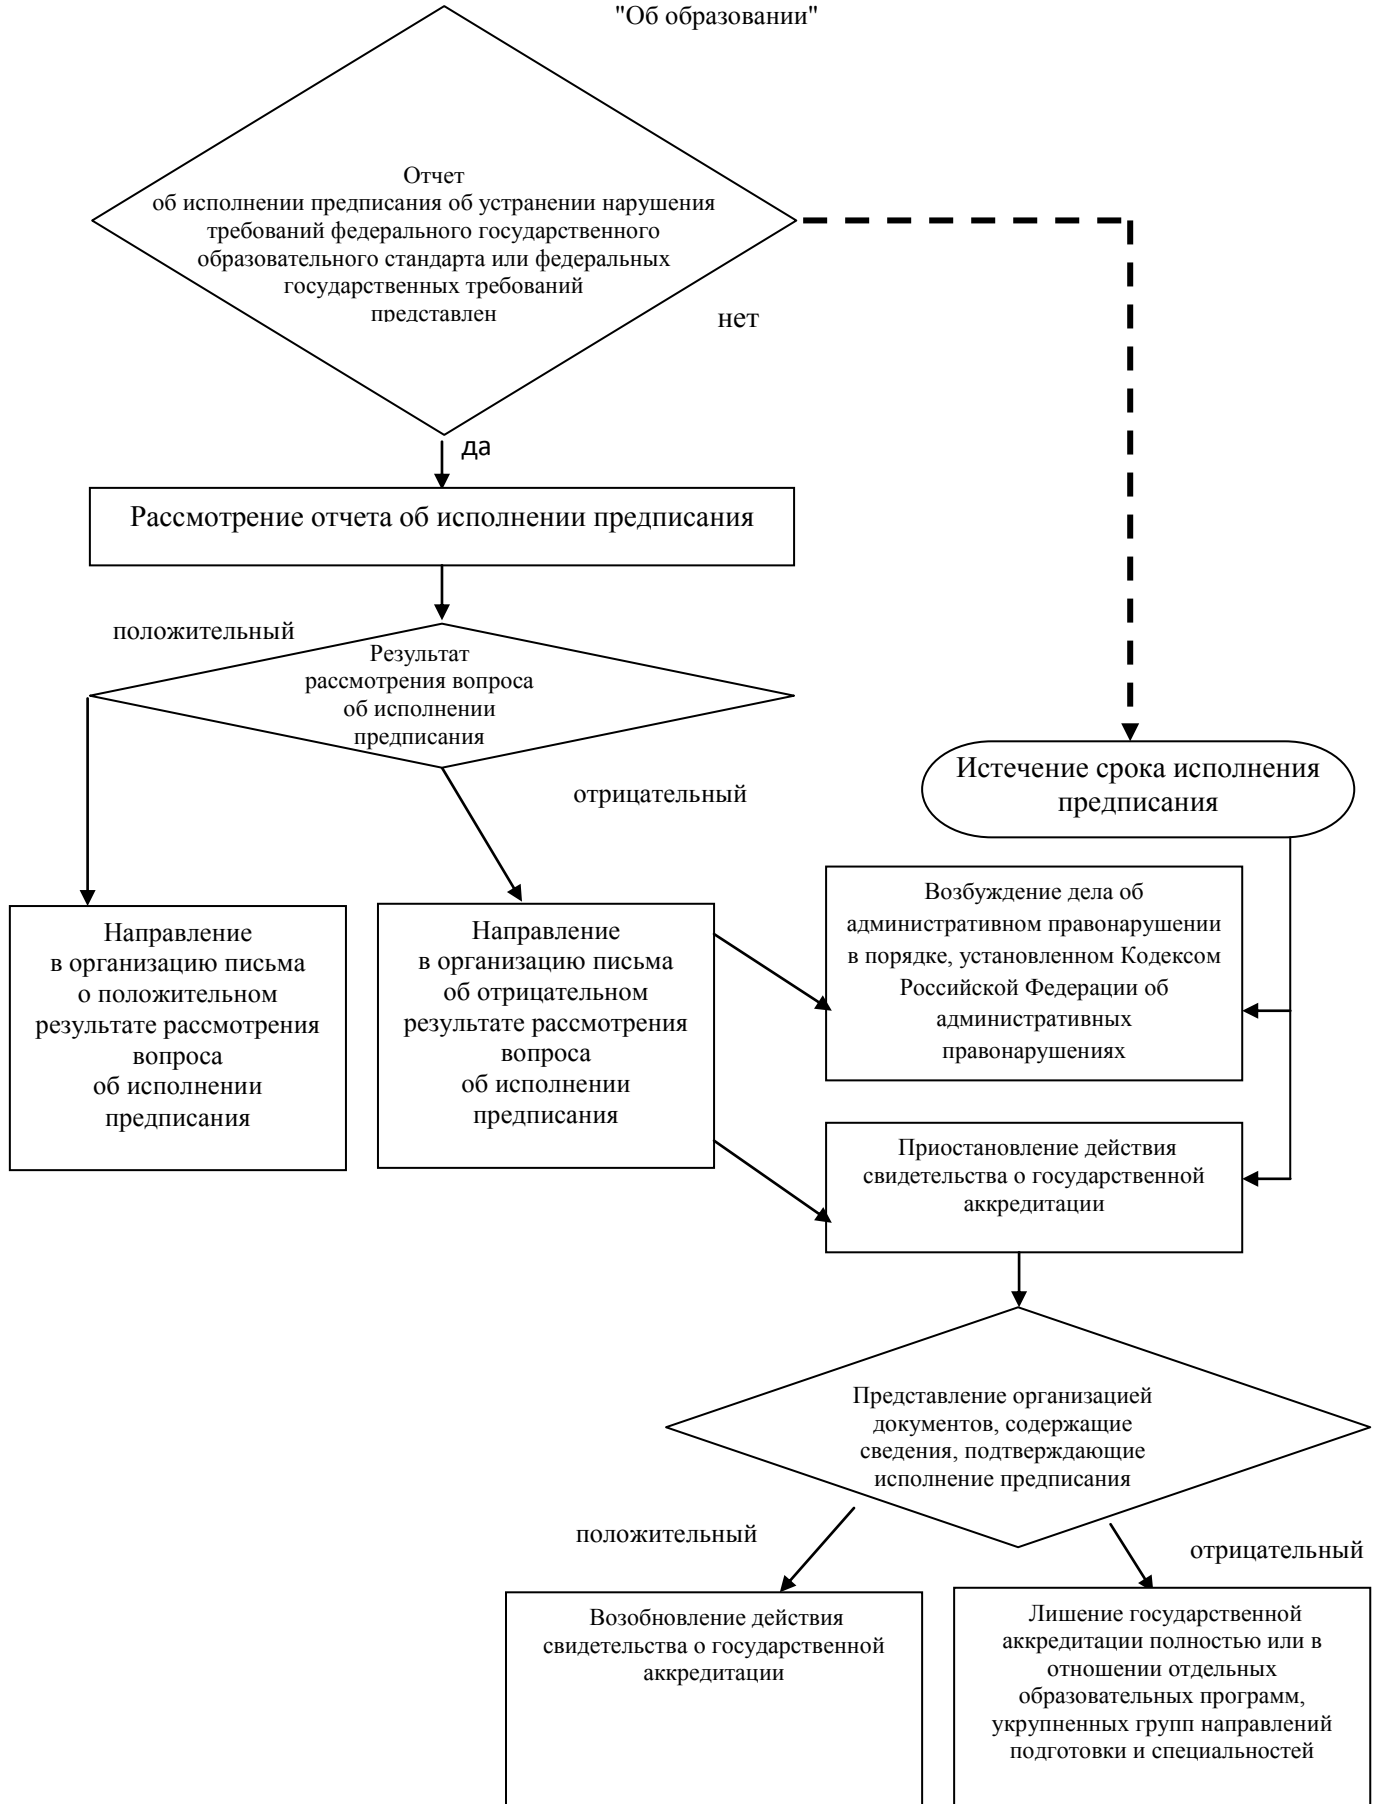 "Об образовании"
Отчет
об исполнении предписания об устранении нарушения
требований федерального государственного
образовательного стандарта или федеральных
государственных требований
представлен
нет
да
Рассмотрение отчета об исполнении предписания
положительный
Результат
рассмотрения вопроса
об исполнении
предписания
отрицательный
Истечение срока исполнения
предписания
Направление
в организацию письма
о положительном
результате рассмотрения
вопроса
об исполнении
предписания
Направление
в организацию письма
об отрицательном
результате рассмотрения
вопроса
об исполнении
предписания
Возбуждение дела об
административном правонарушении
в порядке, установленном Кодексом
Российской Федерации об
административных
правонарушениях
Приостановление действия
свидетельства о государственной
аккредитации
Представление организацией
документов, содержащие
сведения, подтверждающие
исполнение предписания
положительный
отрицательный
Возобновление действия
свидетельства о государственной
аккредитации
Лишение государственной
аккредитации полностью или в
отношении отдельных
образовательных программ,
укрупненных групп направлений
подготовки и специальностей